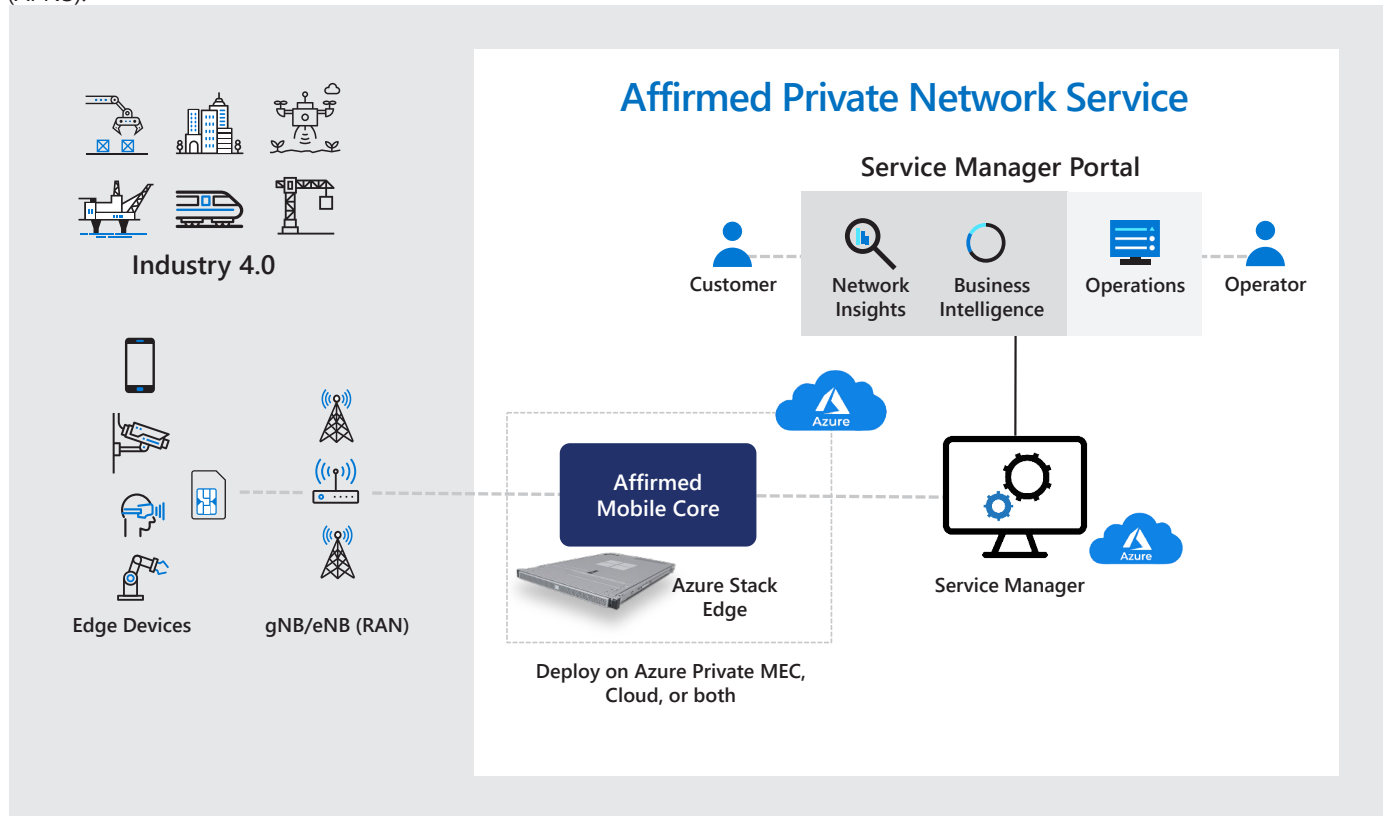 Affirmed Private Network Service
Service Manager Portal
Industry 4.0
Customer
Network
Insights
Business
Intelligence
Operations
Operator
Azure
Affirmed
Mobile Core
Azure
Azure Stack
Edge
Service Manager
Edge Devices
gNB/eNB (RAN)
Deploy on Azure Private MEC,
Cloud, or both